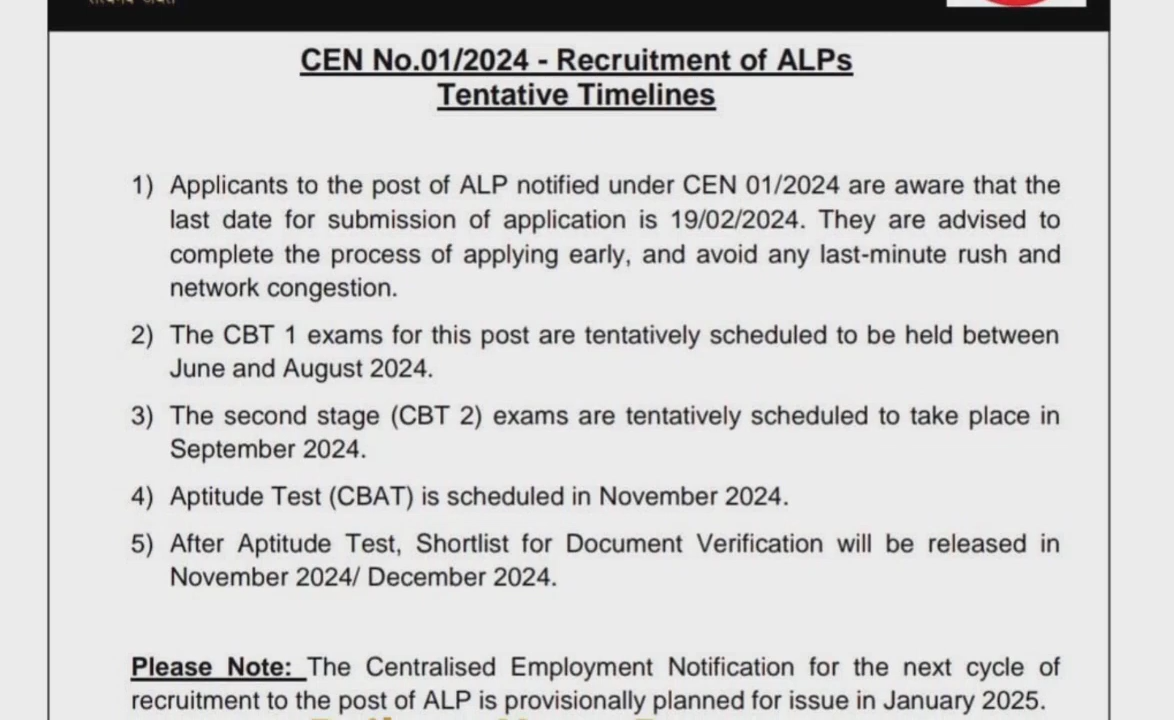 CEN No.01/2024 - Recruitment of ALPs
Tentative Timelines
1) Applicants to the post of ALP notified under CEN 01/2024 are aware that the
last date for submission of application is 19/02/2024. They are advised to
complete the process of applying early, and avoid any last-minute rush and
network congestion.
2) The CBT 1 exams for this post are tentatively scheduled to be held between
June and August 2024.
3) The second stage (CBT 2) exams are tentatively scheduled to take place in
September 2024.
4) Aptitude Test (CBAT) is scheduled in November 2024.
5) After Aptitude Test, Shortlist for Document Verification will be released in
November 2024/ December 2024.
Please Note: The Centralised Employment Notification for the next cycle of
recruitment to the post of ALP is provisionally planned for issue in January 2025.